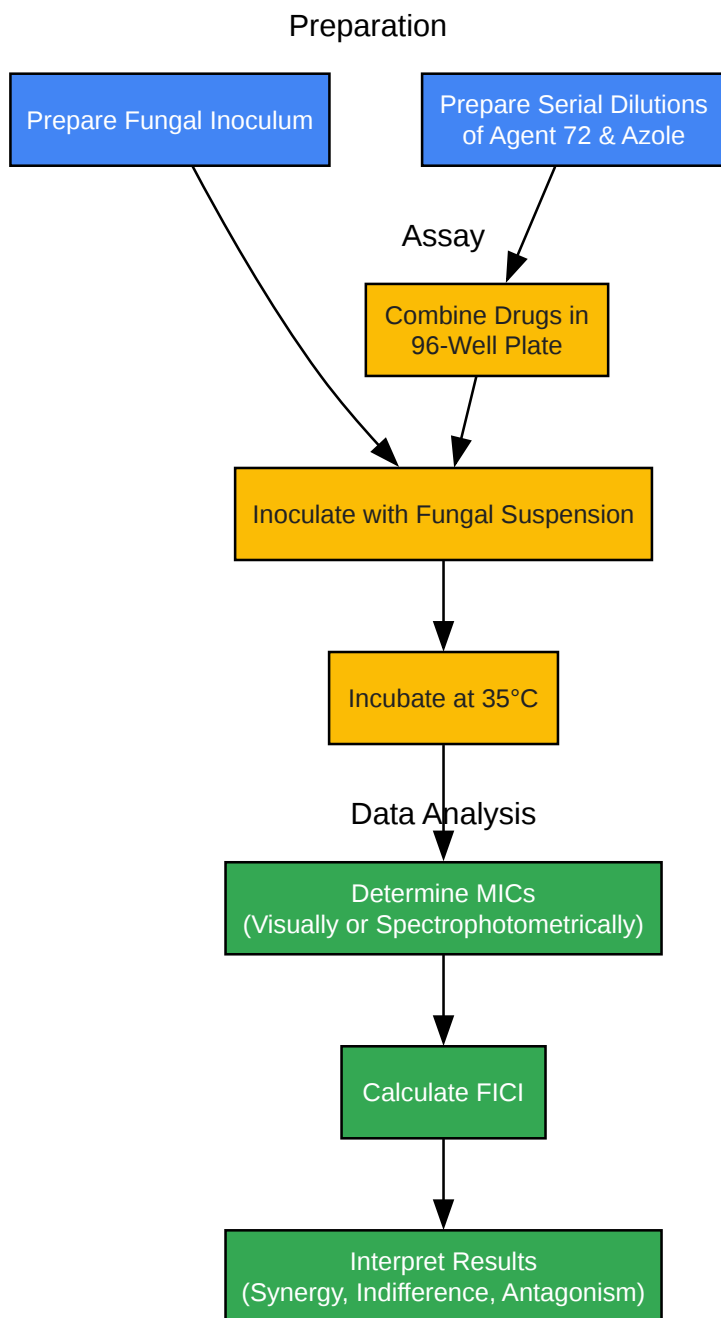 Preparation
Prepare Fungal Inoculum
Prepare Serial Dilutions
of Agent 72 & Azole
Assay
Combine Drugs in
96-Well Plate
Inoculate with Fungal Suspension
Incubate at 35°C
Data Analysis
Determine MICs
(Visually or Spectrophotometrically)
Calculate FICI
Interpret Results
(Synergy, Indifference, Antagonism)